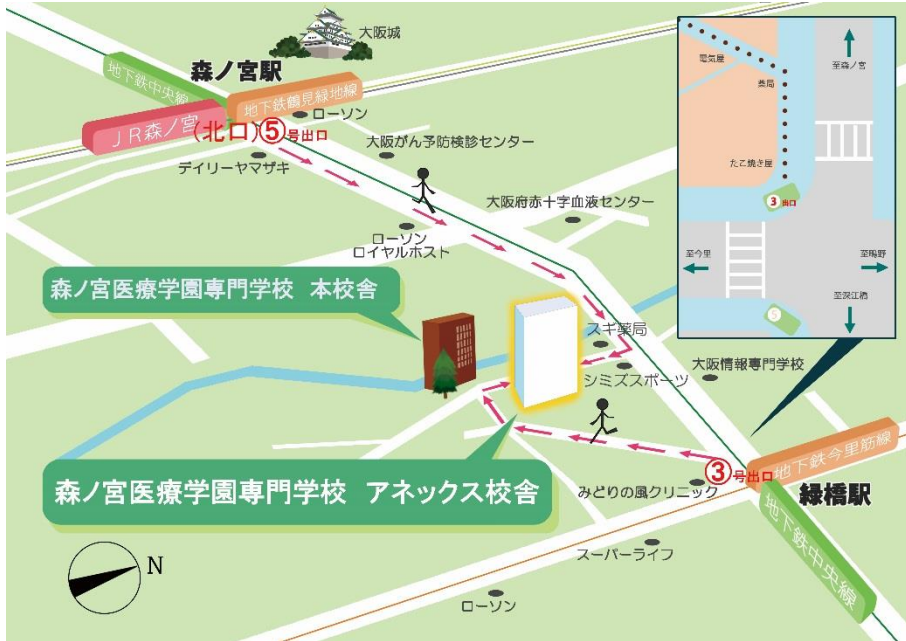 大阪城
森ノ宮駅
地下鉄中央線
地下鉄鶴見緑地線
JR森ノ宮
(北口)⑤号出口
ローソン
デイリーヤマザキ
大阪がん予防検診センター
大阪府赤十字血液センター
ローソン
ロイヤルホスト
森ノ宮医療学園専門学校 本校舎
スギ薬局
シミズスポーツ
大阪情報専門学校
森ノ宮医療学園専門学校 アネックス校舎
③号出口
みどりの風クリニック
地下鉄今里筋線
緑橋駅
地下鉄中央線
スーパーライフ
ローソン
N
電気屋
薬局
至森ノ宮
たこ焼き屋
③出口
至今里
至鴫野
至深江橋
⑤